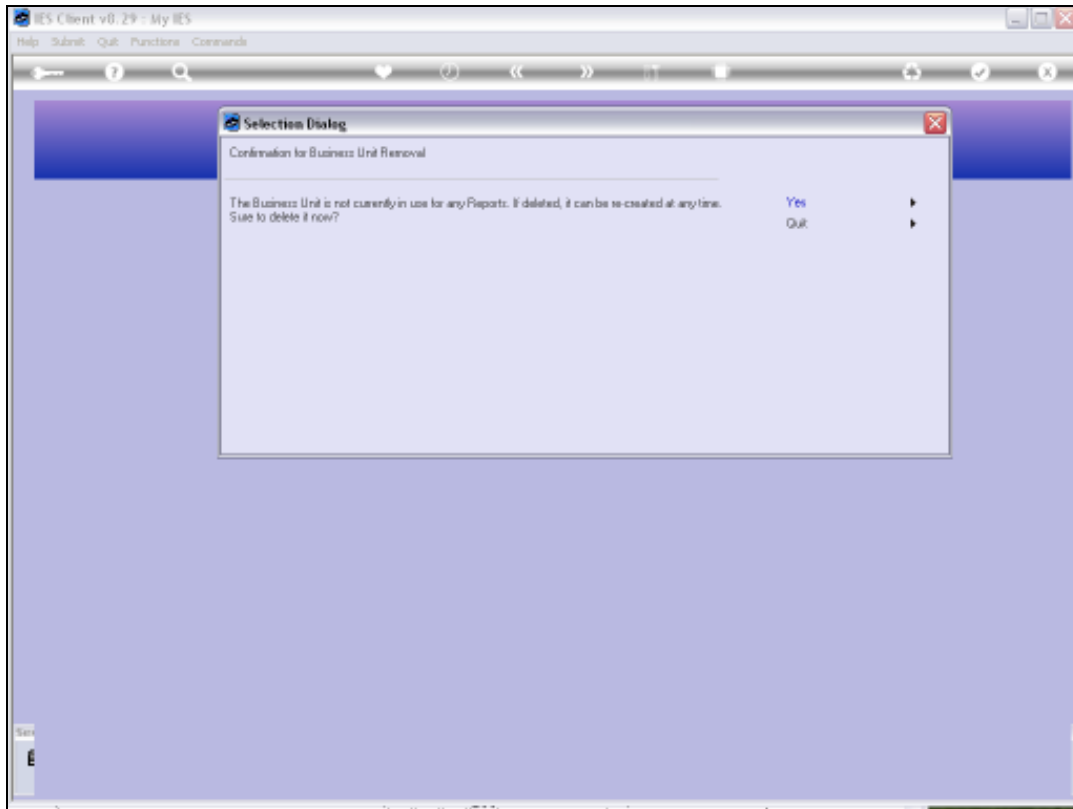 IES Client v8.29 : My IES
Help Submit Quit Functions Commands
Selection Dialog
Confirmation for Business Unit Removal
The Business Unit is not currently in use for any Reports. If deleted, it can be re-created at any time. Yes
Sure to delete it now? Quit